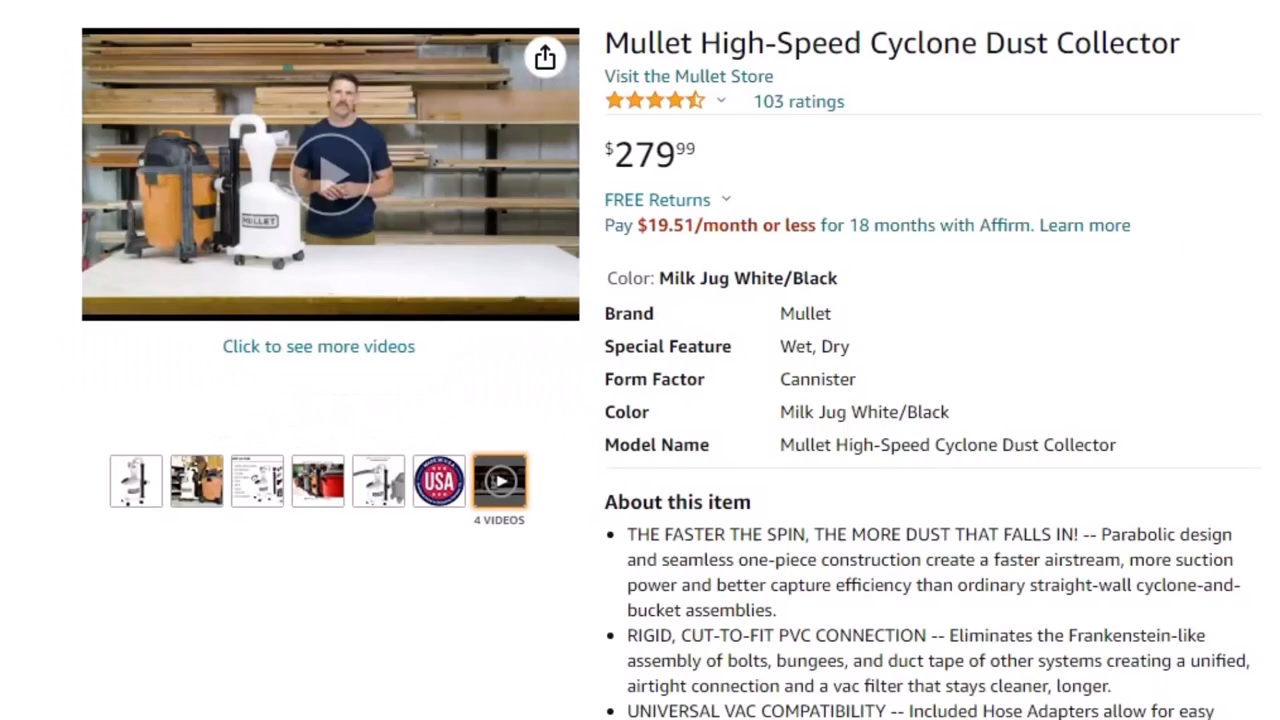 Mullet High-Speed Cyclone Dust Collector
Visit the Mullet Store
103 ratings
$279.99
FREE Returns
Pay $19.51/month or less for 18 months with Affirm. Learn more
Color: Milk Jug White/Black
Brand Mullet
Special Feature Wet, Dry
Form Factor Cannister
Color Milk Jug White/Black
Model Name Mullet High-Speed Cyclone Dust Collector
About this item
• THE FASTER THE SPIN, THE MORE DUST THAT FALLS IN! -- Parabolic design
and seamless one-piece construction create a faster airstream, more suction
power and better capture efficiency than ordinary straight-wall cyclone-and-
bucket assemblies.
• RIGID, CUT-TO-FIT PVC CONNECTION -- Eliminates the Frankenstein-like
assembly of bolts, bungees, and duct tape of other systems creating a unified,
airtight connection and a vac filter that stays cleaner, longer.
• UNIVERSAL VAC COMPATIBILITY -- Included Hose Adapters allow for easy
MULLET
Click to see more videos
USA
4 VIDEOS